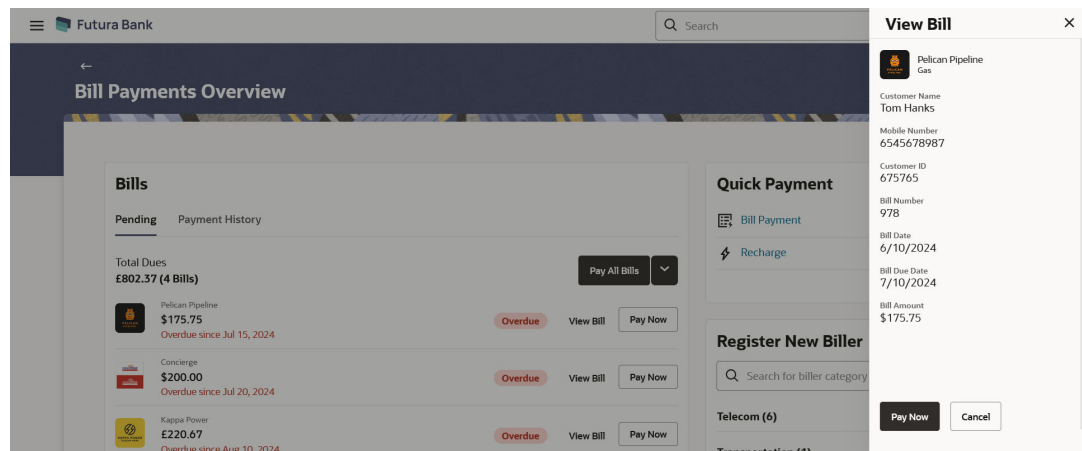 Futura Bank
Search
Bill Payments Overview
Bills
Pending Payment History
Total Dues
£802.37 (4 Bills)
Pay All Bills
Pelican Pipeline
$175.75
Overdue since Jul 15, 2024
Overdue View Bill Pay Now
Concierge
$200.00
Overdue since Jul 20, 2024
Overdue View Bill Pay Now
Kappa Power
£220.67
Overdue since Aug 10, 2024
Overdue View Bill Pay Now
Quick Payment
Bill Payment
Recharge
Register New Biller
Search for biller category
Telecom (6)
View Bill
Pelican Pipeline
Gas
Customer Name
Tom Hanks
Mobile Number
6545678987
Customer ID
675765
Bill Number
978
Bill Date
6/10/2024
Bill Due Date
7/10/2024
Bill Amount
$175.75
Pay Now Cancel